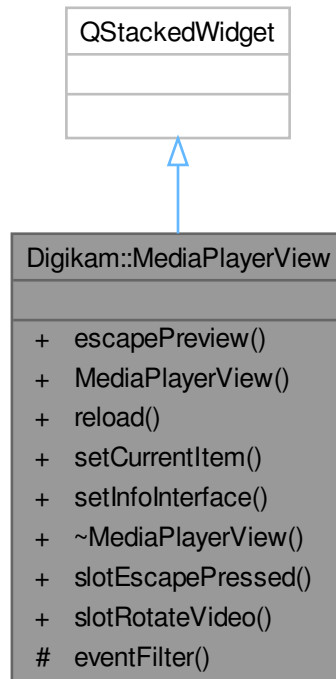 QStackedWidget
Digikam::MediaPlayerView
+ escapePreview()
+ MediaPlayerView()
+ reload()
+ setCurrentItem()
+ setInfoInterface()
+ ~MediaPlayerView()
+ slotEscapePressed()
+ slotRotateVideo()
# eventFilter()